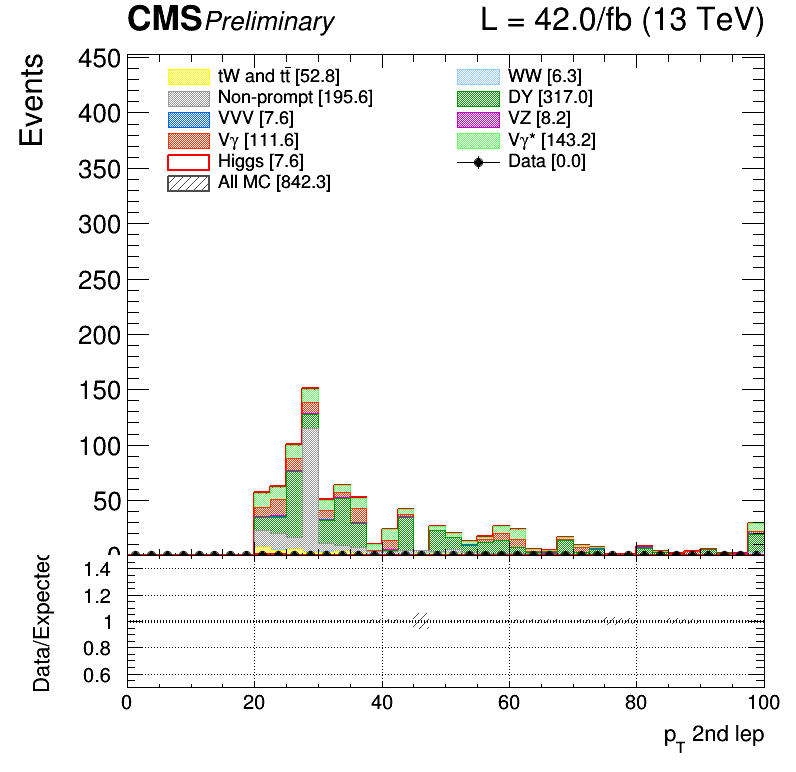 CMS Preliminary L = 42.0/fb (13 TeV)
Events
450
400
350
300
250
200
150
100
50
0
tW and tt̄ [52.8]
Non-prompt [195.6]
VVV [7.6]
Vγ [111.6]
Higgs [7.6]
All MC [842.3]
WW [6.3]
DY [317.0]
VZ [8.2]
Vγ* [143.2]
Data [0.0]
Data/Expected
1.4
1.2
1
0.8
0.6
0 20 40 60 80 100
pT 2nd lep